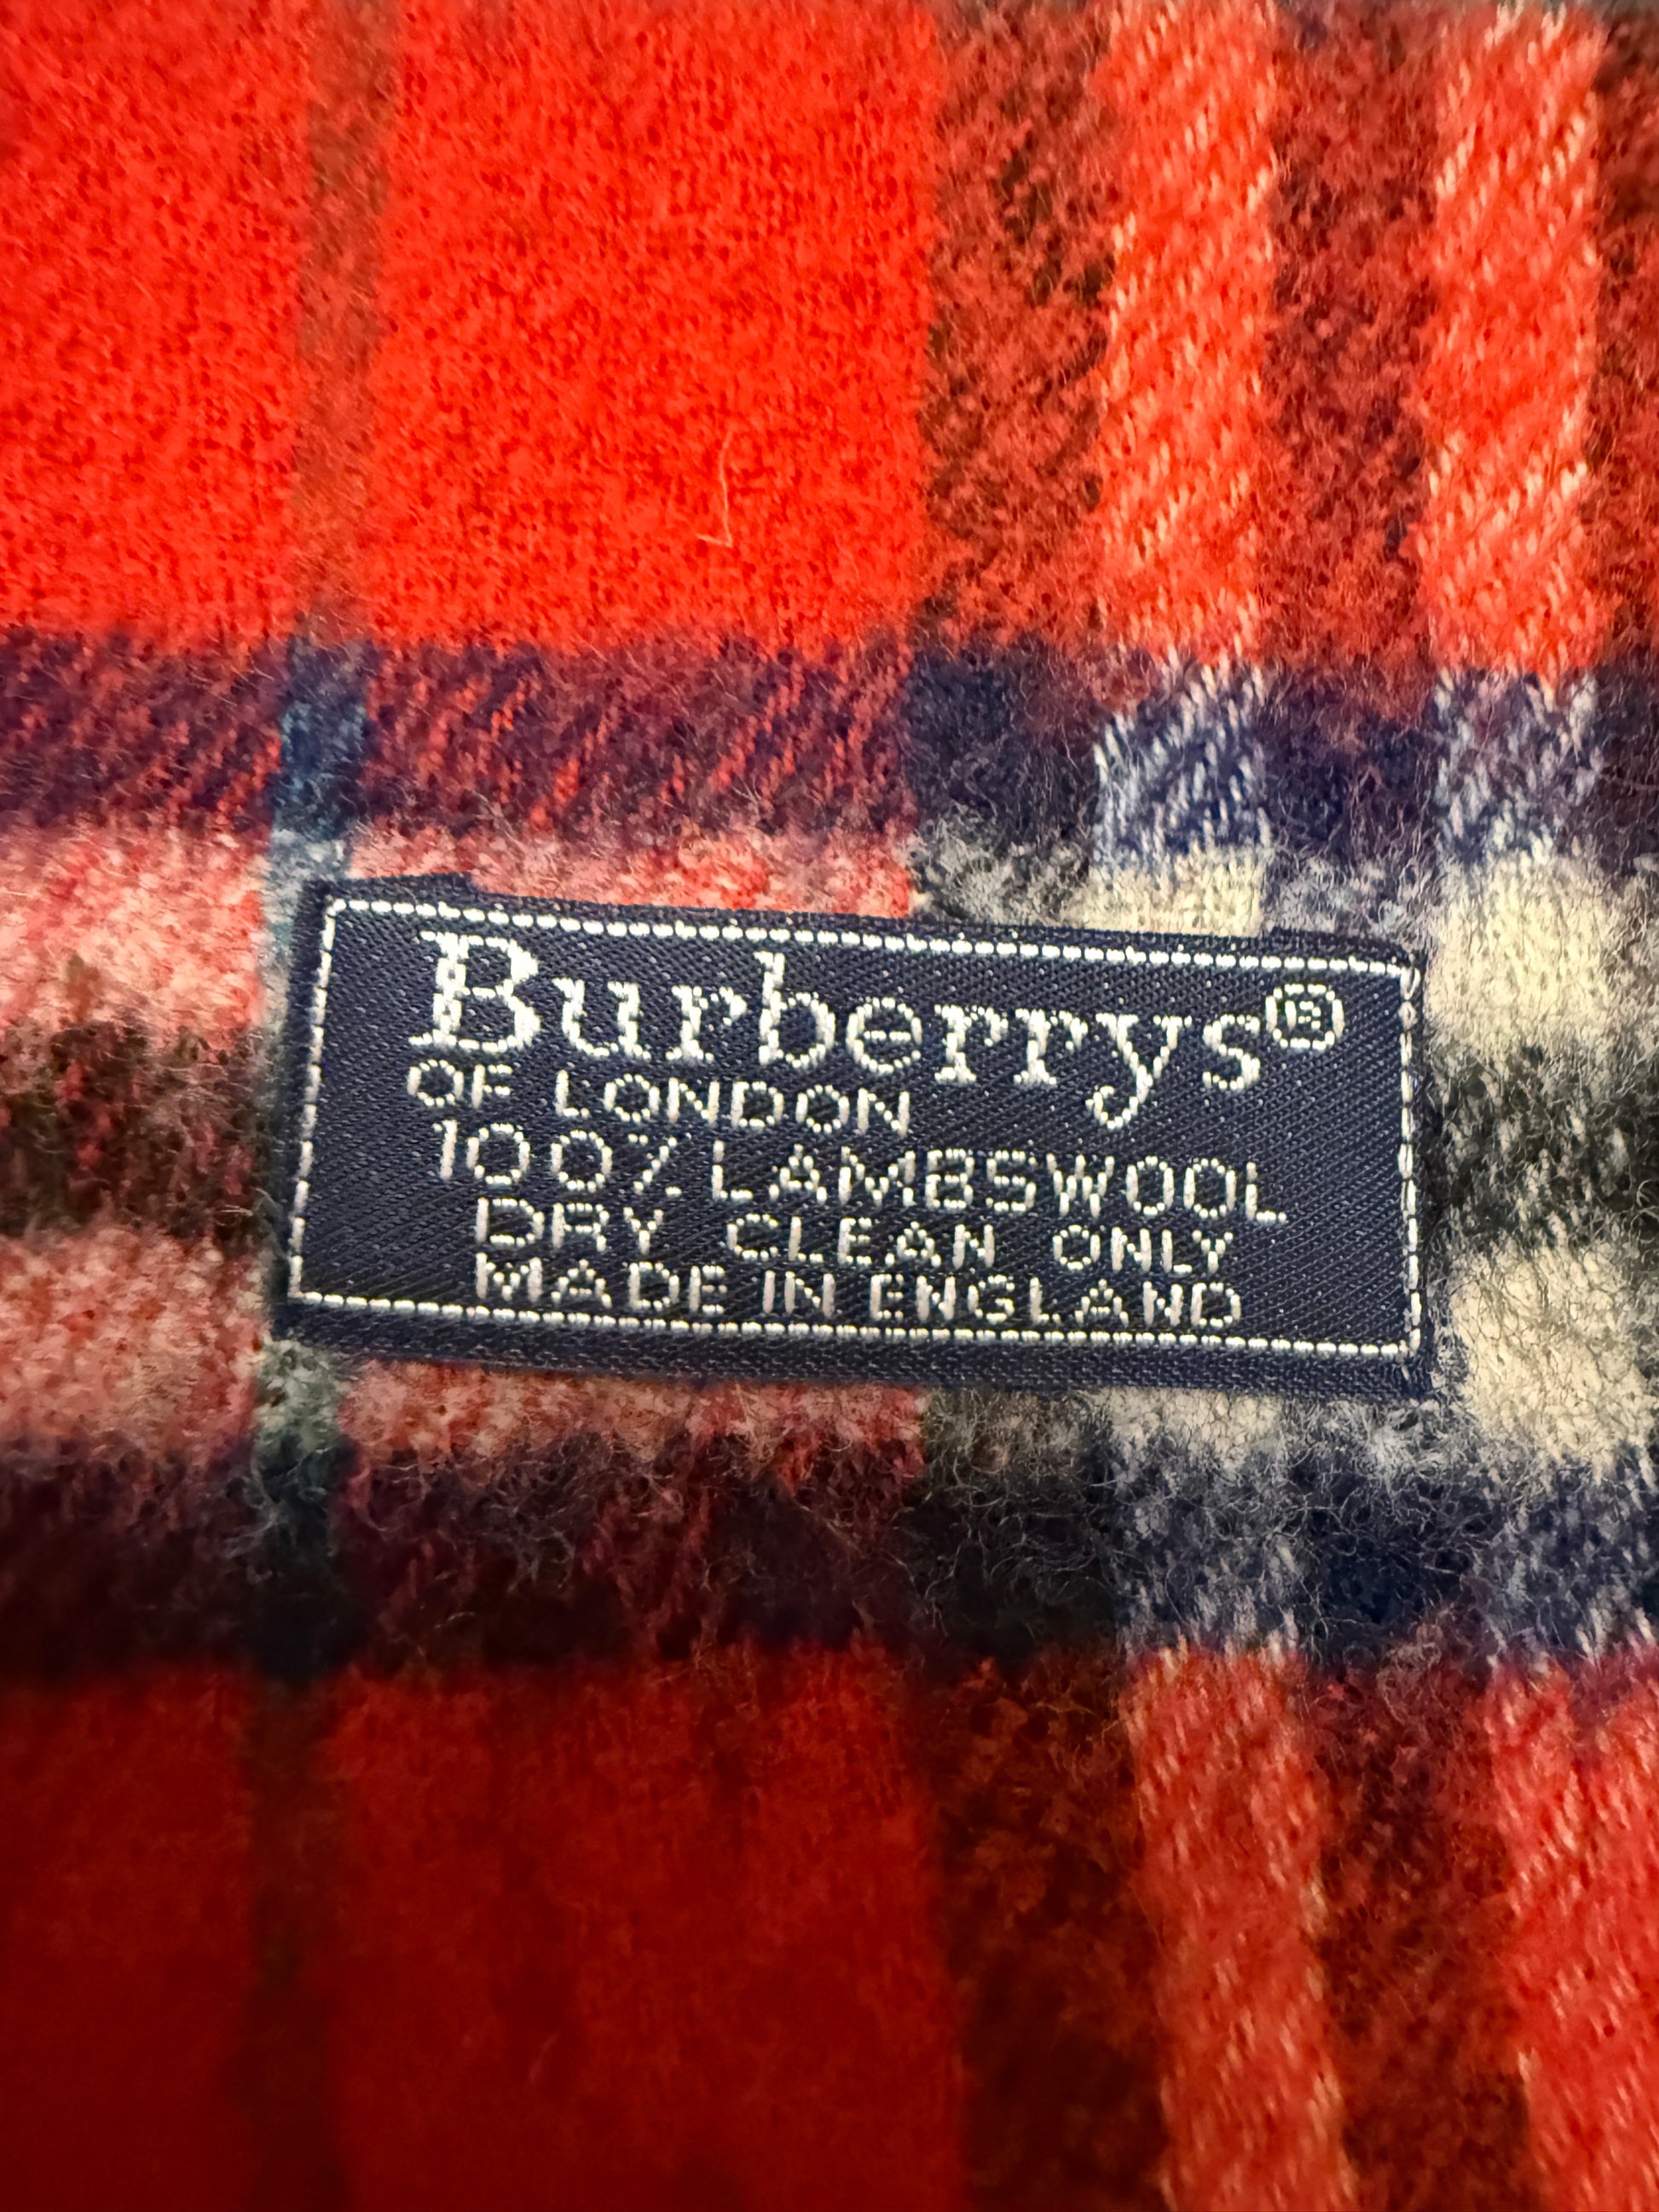 Burberrys®
OF LONDON
100% LAMBSWOOL
DRY CLEAN ONLY
MADE IN ENGLAND